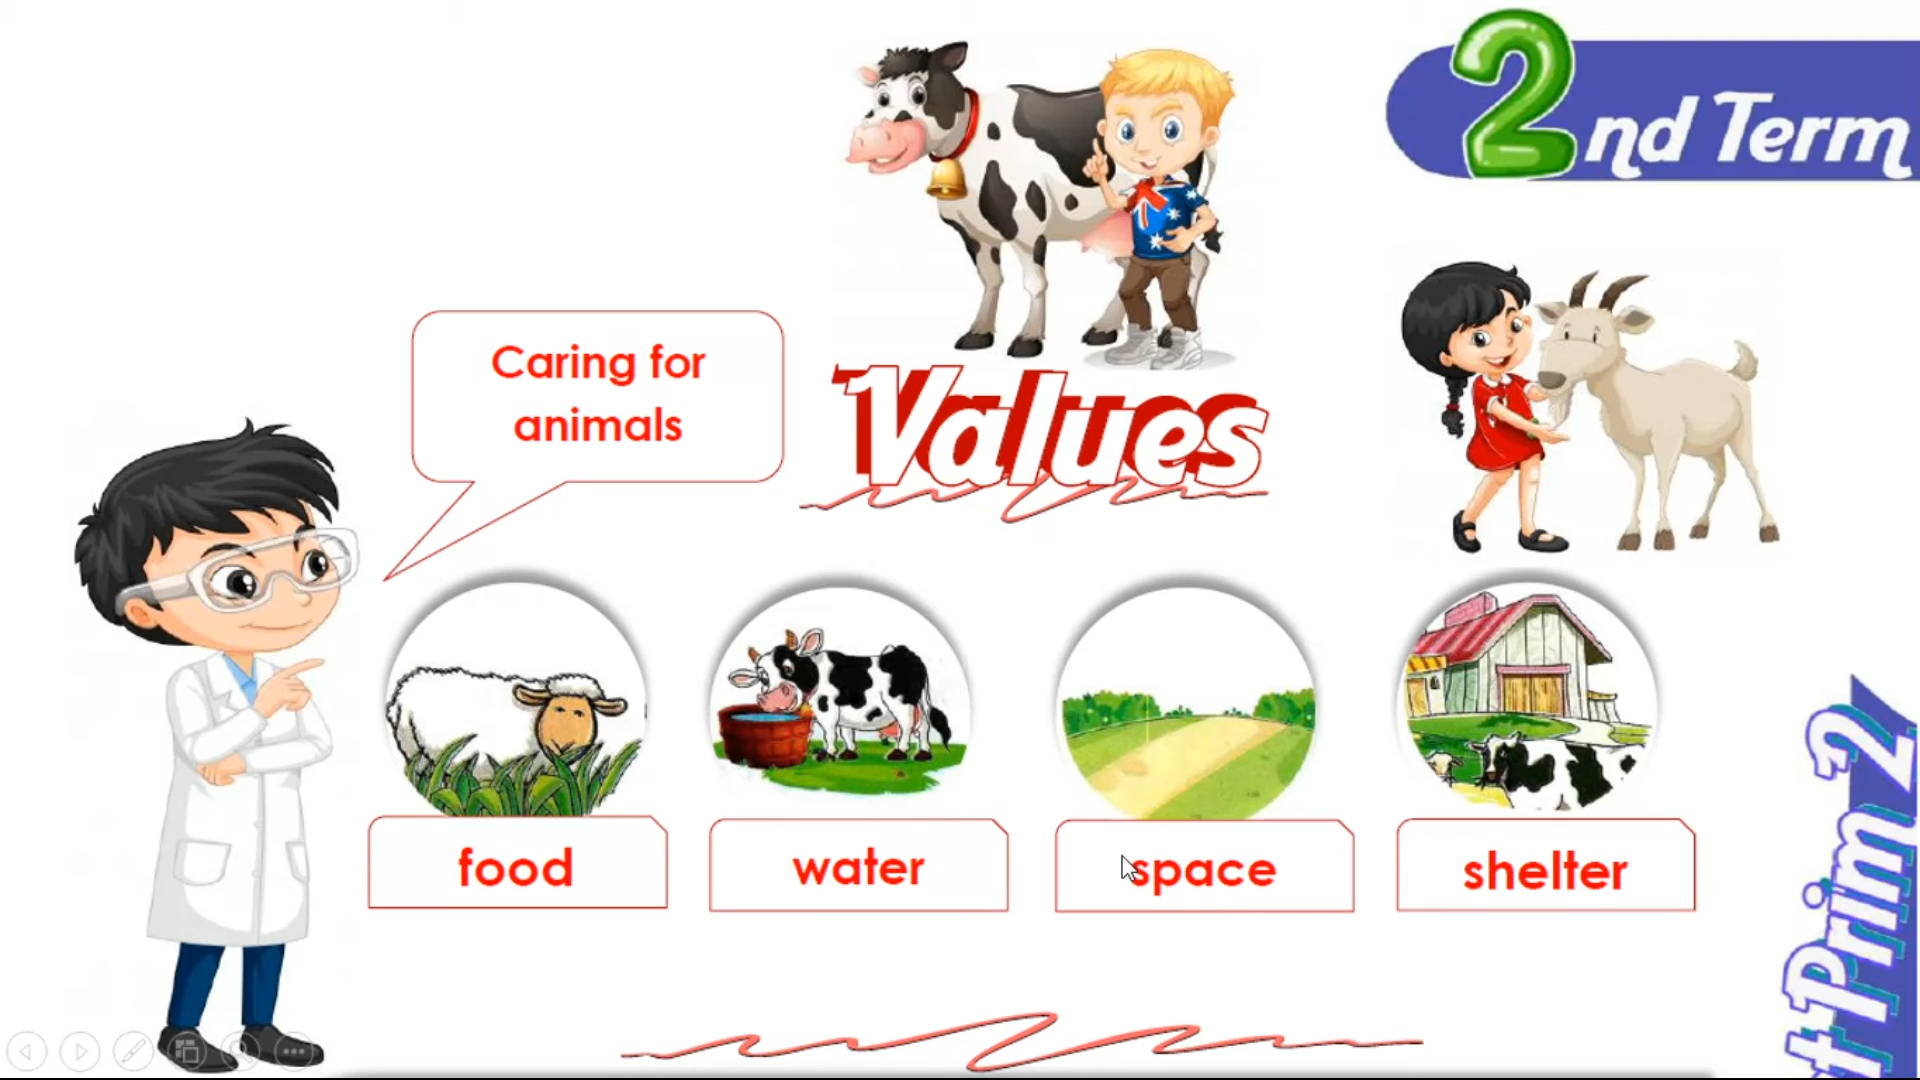 2nd Term
Caring for
animals
Values
food
water
space
shelter
Prim 2